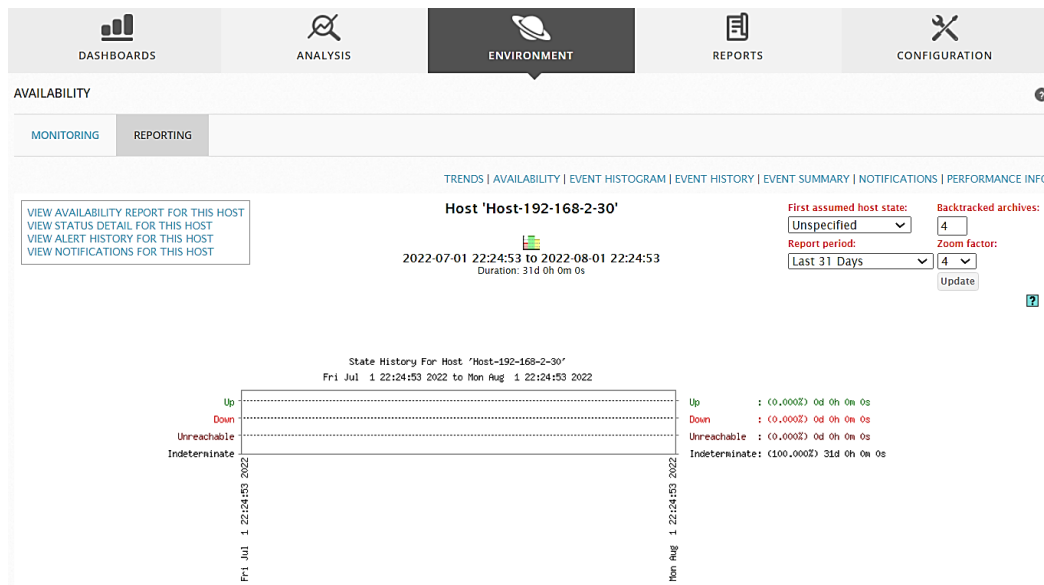 DASHBOARDS
ANALYSIS
ENVIRONMENT
REPORTS
CONFIGURATION
AVAILABILITY
?
MONITORING
REPORTING
TRENDS | AVAILABILITY | EVENT HISTOGRAM | EVENT HISTORY | EVENT SUMMARY | NOTIFICATIONS | PERFORMANCE INFO
VIEW AVAILABILITY REPORT FOR THIS HOST
VIEW STATUS DETAIL FOR THIS HOST
VIEW ALERT HISTORY FOR THIS HOST
VIEW NOTIFICATIONS FOR THIS HOST
Host 'Host-192-168-2-30'
2022-07-01 22:24:53 to 2022-08-01 22:24:53
Duration: 31d 0h 0m 0s
First assumed host state:
Unspecified
Report period:
Last 31 Days
Backtracked archives:
4
Zoom factor:
4
Update
?
State History For Host 'Host-192-168-2-30'
Fri Jul 1 22:24:53 2022 to Mon Aug 1 22:24:53 2022
Up
Down
Unreachable
Indeterminate
Up : (0.000%) 0d 0h 0m 0s
Down : (0.000%) 0d 0h 0m 0s
Unreachable : (0.000%) 0d 0h 0m 0s
Indeterminate: (100.000%) 31d 0h 0m 0s
Fri Jul 1 22:24:53 2022
Mon Aug 1 22:24:53 2022